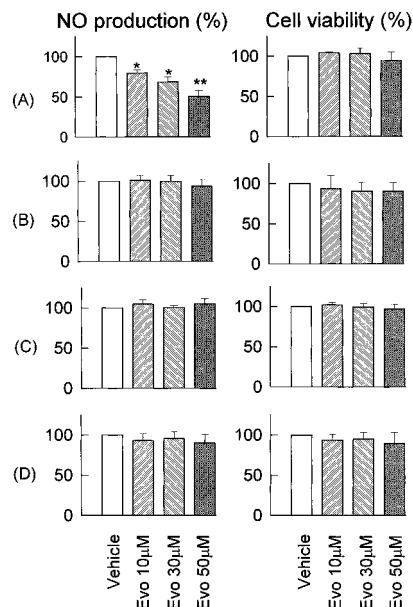 NO production (%) Cell viability (%)
(A) 100 50 0 * * ** 100 50 0
(B) 100 50 0 100 50 0
(C) 100 50 0 100 50 0
(D) 100 50 0 100 50 0
Vehicle Evo 10µM Evo 30µM Evo 50µM Vehicle Evo 10µM Evo 30µM Evo 50µM